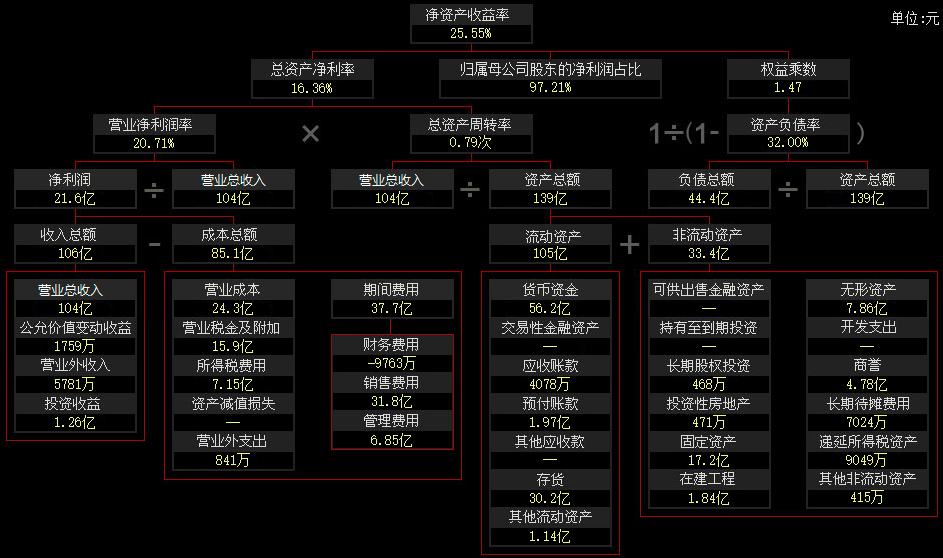 净资产收益率
25.55%
单位:元
总资产净利率
16.36%
归属母公司股东的净利润占比
97.21%
权益乘数
1.47
营业净利润率
20.71%
×
总资产周转率
0.79次
1÷(1-
资产负债率
32.00%
)
净利润
21.6亿
÷
营业总收入
104亿
营业总收入
104亿
÷
资产总额
139亿
负债总额
44.4亿
÷
资产总额
139亿
收入总额
106亿
-
成本总额
85.1亿
流动资产
105亿
+
非流动资产
33.4亿
营业总收入
104亿
公允价值变动收益
1759万
营业外收入
5781万
投资收益
1.26亿
营业成本
24.3亿
营业税金及附加
15.9亿
所得税费用
7.15亿
资产减值损失
—
营业外支出
841万
期间费用
37.7亿
财务费用
-9763万
销售费用
31.8亿
管理费用
6.85亿
货币资金
56.2亿
交易性金融资产
—
应收账款
4078万
预付账款
1.97亿
其他应收款
—
存货
30.2亿
其他流动资产
1.14亿
可供出售金融资产
—
持有至到期投资
—
长期股权投资
468万
投资性房地产
471万
固定资产
17.2亿
在建工程
1.84亿
无形资产
7.86亿
开发支出
—
商誉
4.78亿
长期待摊费用
7024万
递延所得税资产
9049万
其他非流动资产
415万